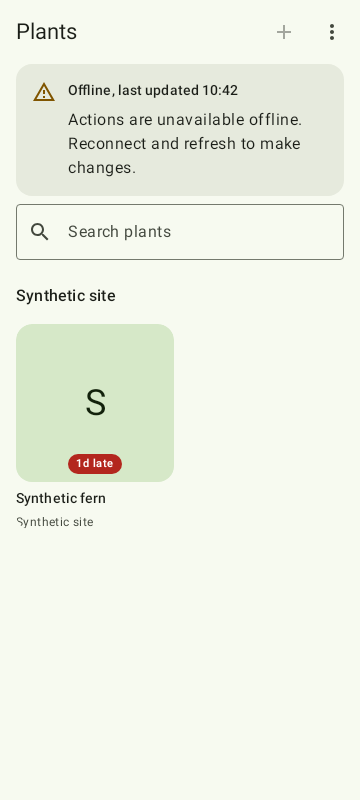 Plants
Offline, last updated 10:42
Actions are unavailable offline.
Reconnect and refresh to make
changes.
Search plants
Synthetic site
S
1d late
Synthetic fern
Synthetic site